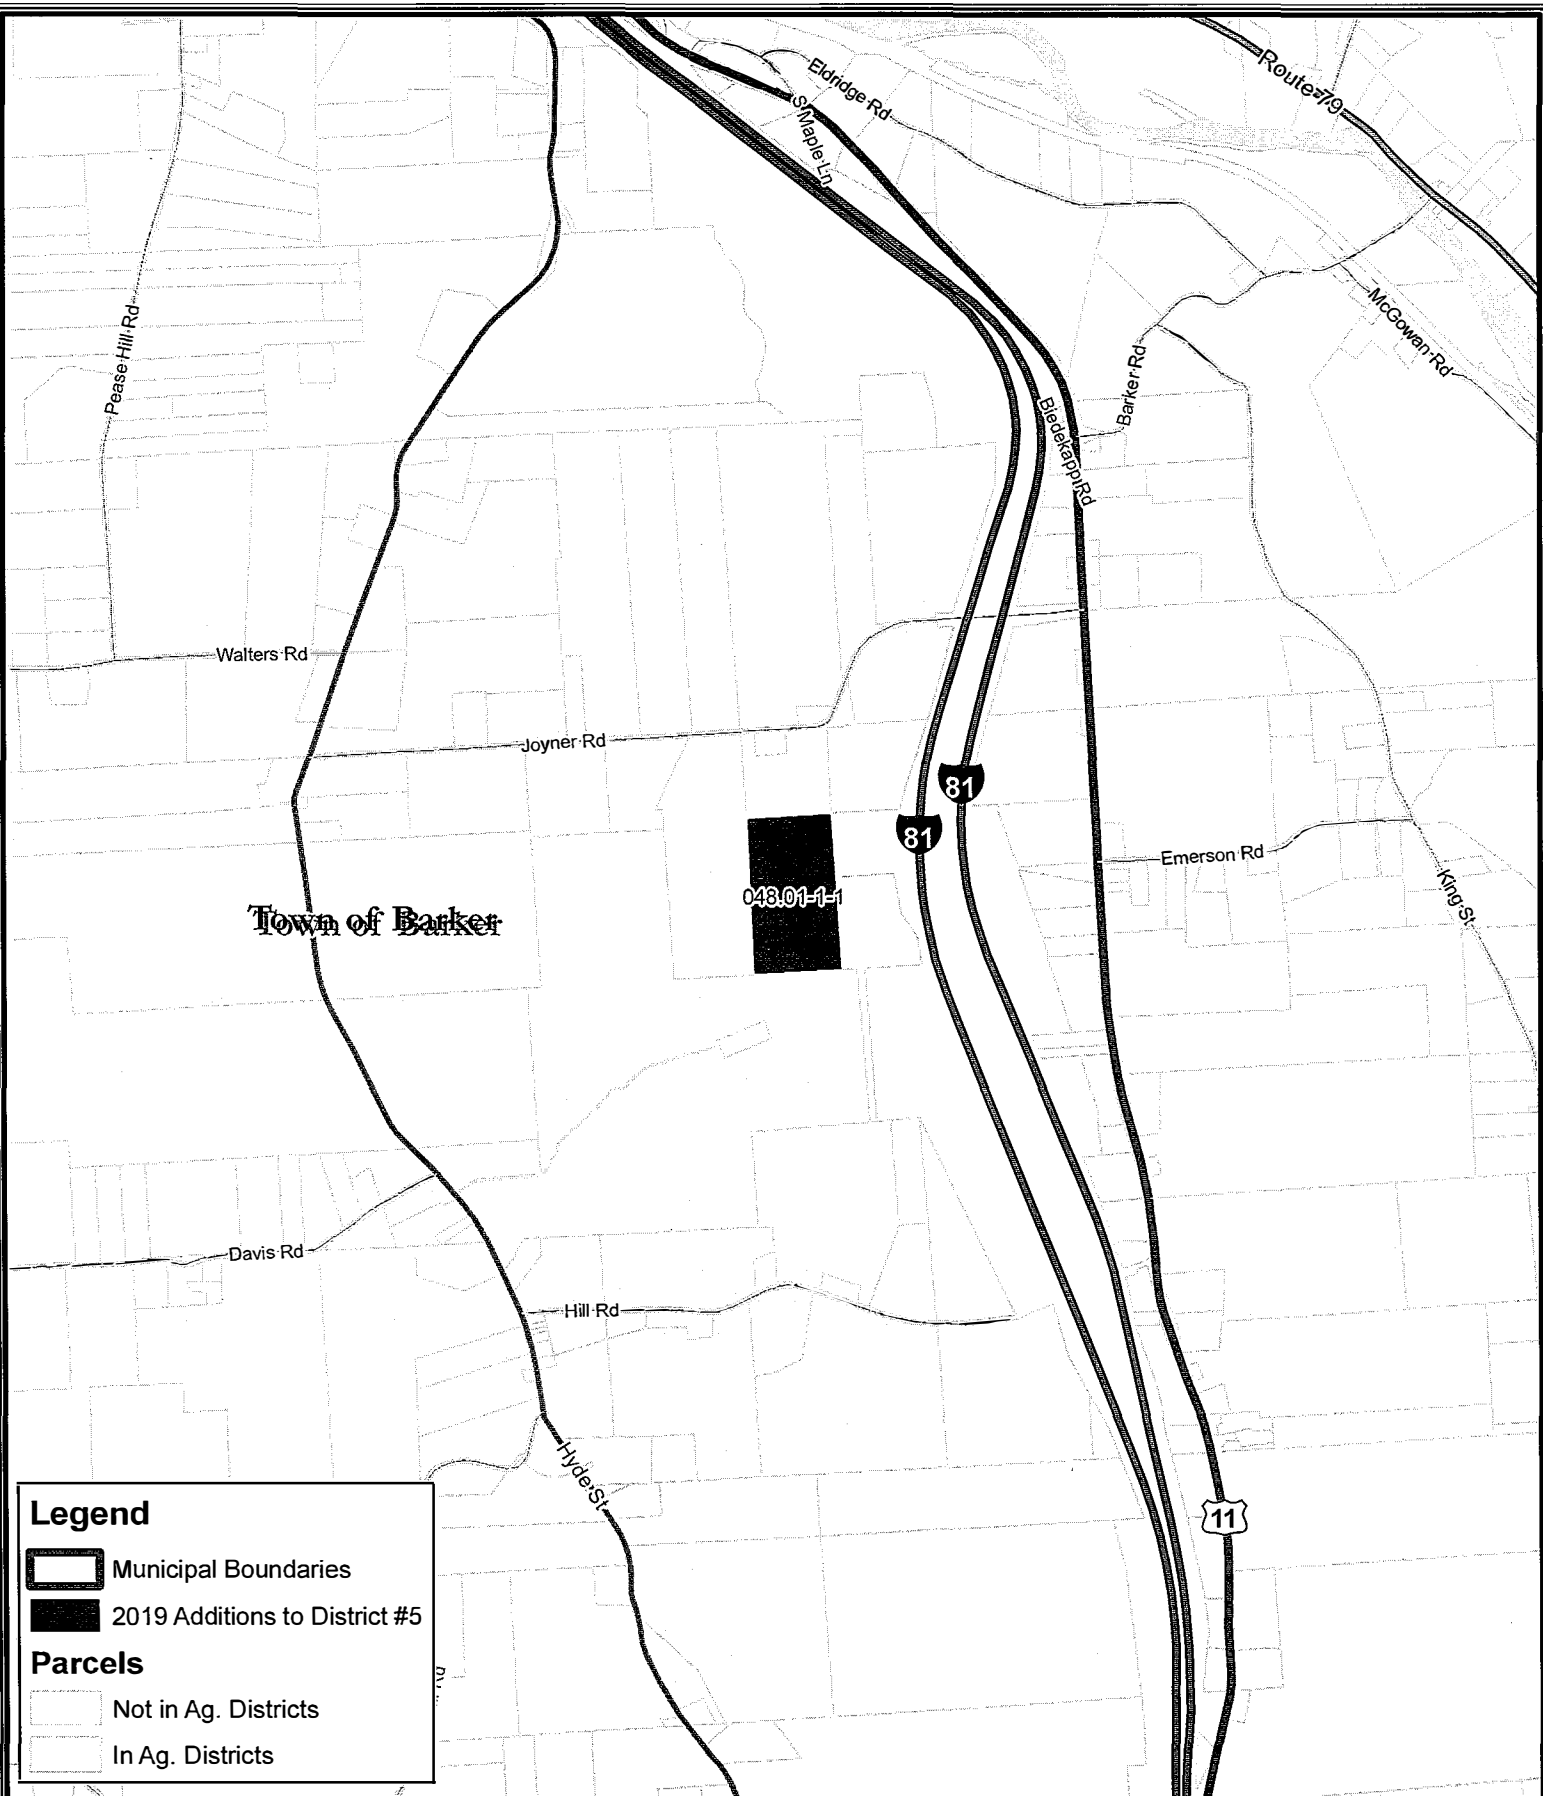 Route 79
Eldridge Rd
S Maple Ln
McGowan Rd
Pease Hill Rd
Barker Rd
Biedekapp Rd
Walters Rd
Joyner Rd
81
81
Emerson Rd
King St
048.01-1-1
Town of Barker
Davis Rd
Hill Rd
Hyde St
11
Legend
Municipal Boundaries
2019 Additions to District #5
Parcels
Not in Ag. Districts
In Ag. Districts